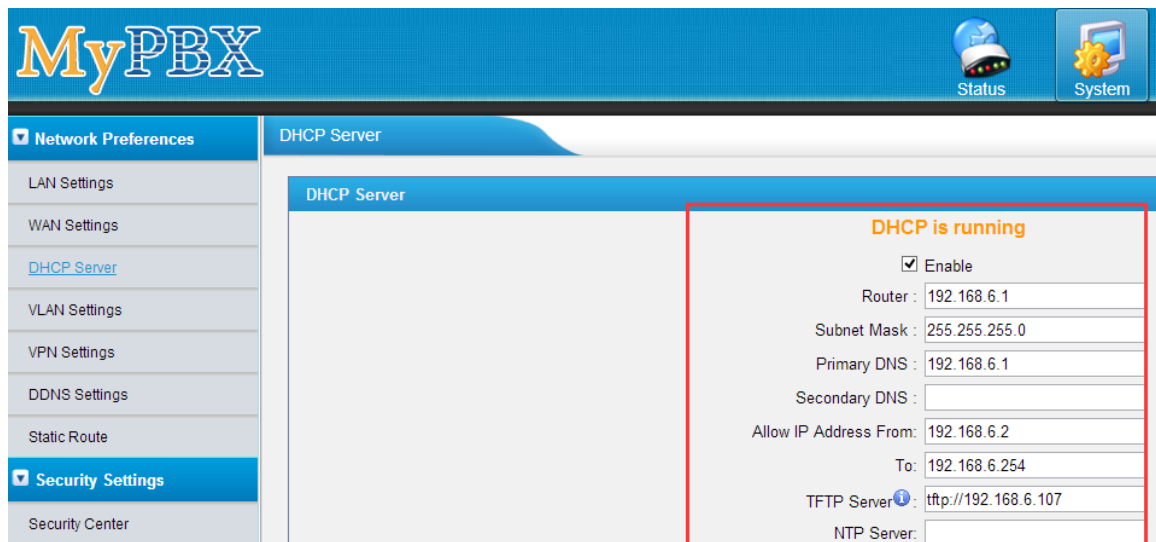 MyPBX
Status
System
Network Preferences
LAN Settings
WAN Settings
DHCP Server
VLAN Settings
VPN Settings
DDNS Settings
Static Route
Security Settings
Security Center
DHCP Server
DHCP Server
DHCP is running
Enable
Router : 192.168.6.1
Subnet Mask : 255.255.255.0
Primary DNS : 192.168.6.1
Secondary DNS :
Allow IP Address From: 192.168.6.2
To: 192.168.6.254
TFTP Server : tftp://192.168.6.107
NTP Server: